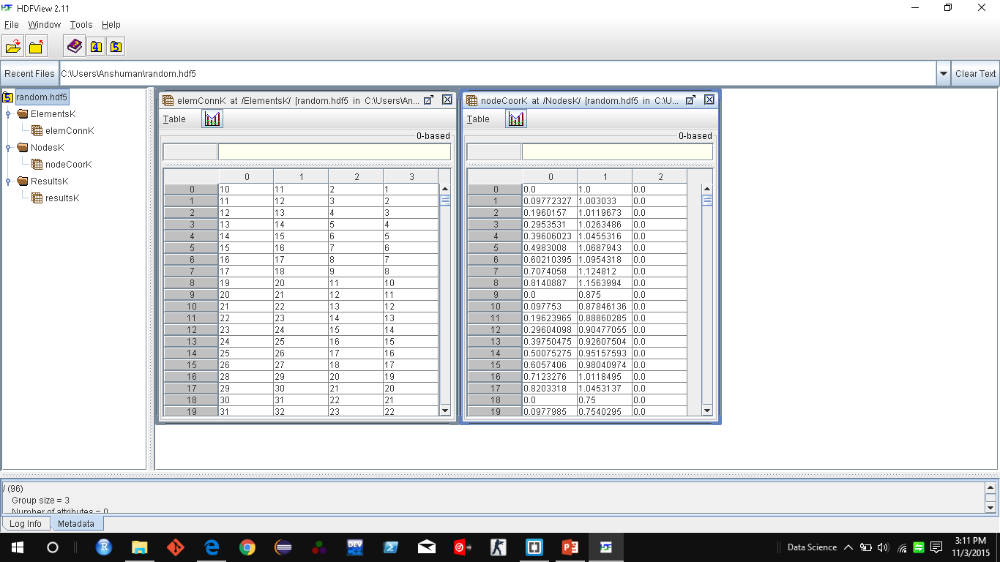 HDFView 2.11
File Window Tools Help
4 5
Recent Files C:\Users\Anshuman\random.hdf5 Clear Text
5 random.hdf5
ElementsK
elemConnK
NodesK
nodeCoorK
ResultsK
resultsK
elemConnK at /ElementsK/ [random.hdf5 in C:\Users\An...
Table
0-based
0 1 2 3
0 10 11 2 1
1 11 12 3 2
2 12 13 4 3
3 13 14 5 4
4 14 15 6 5
5 15 16 7 6
6 16 17 8 7
7 17 18 9 8
8 19 20 11 10
9 20 21 12 11
10 21 22 13 12
11 22 23 14 13
12 23 24 15 14
13 24 25 16 15
14 25 26 17 16
15 26 27 18 17
16 28 29 20 19
17 29 30 21 20
18 30 31 22 21
19 31 32 23 22
nodeCoorK at /NodesK/ [random.hdf5 in C:\U...
Table
0-based
0 1 2
0 0.0 1.0 0.0
1 0.09772327 1.003033 0.0
2 0.1960157 1.0119673 0.0
3 0.2953531 1.0263486 0.0
4 0.39606023 1.0455316 0.0
5 0.4983008 1.0687943 0.0
6 0.60210395 1.0954318 0.0
7 0.7074058 1.124812 0.0
8 0.8140887 1.1563994 0.0
9 0.0 0.875 0.0
10 0.097753 0.87846136 0.0
11 0.19623965 0.88860285 0.0
12 0.29604098 0.90477055 0.0
13 0.39750475 0.92607504 0.0
14 0.50075275 0.95157593 0.0
15 0.6057406 0.98040974 0.0
16 0.7123276 1.0118495 0.0
17 0.8203318 1.0453137 0.0
18 0.0 0.75 0.0
19 0.0977985 0.7540295 0.0
/ (96)
Group size = 3
Number of attributes = 0
Log Info Metadata
R DEV Data Science 3:11 PM
11/3/2015